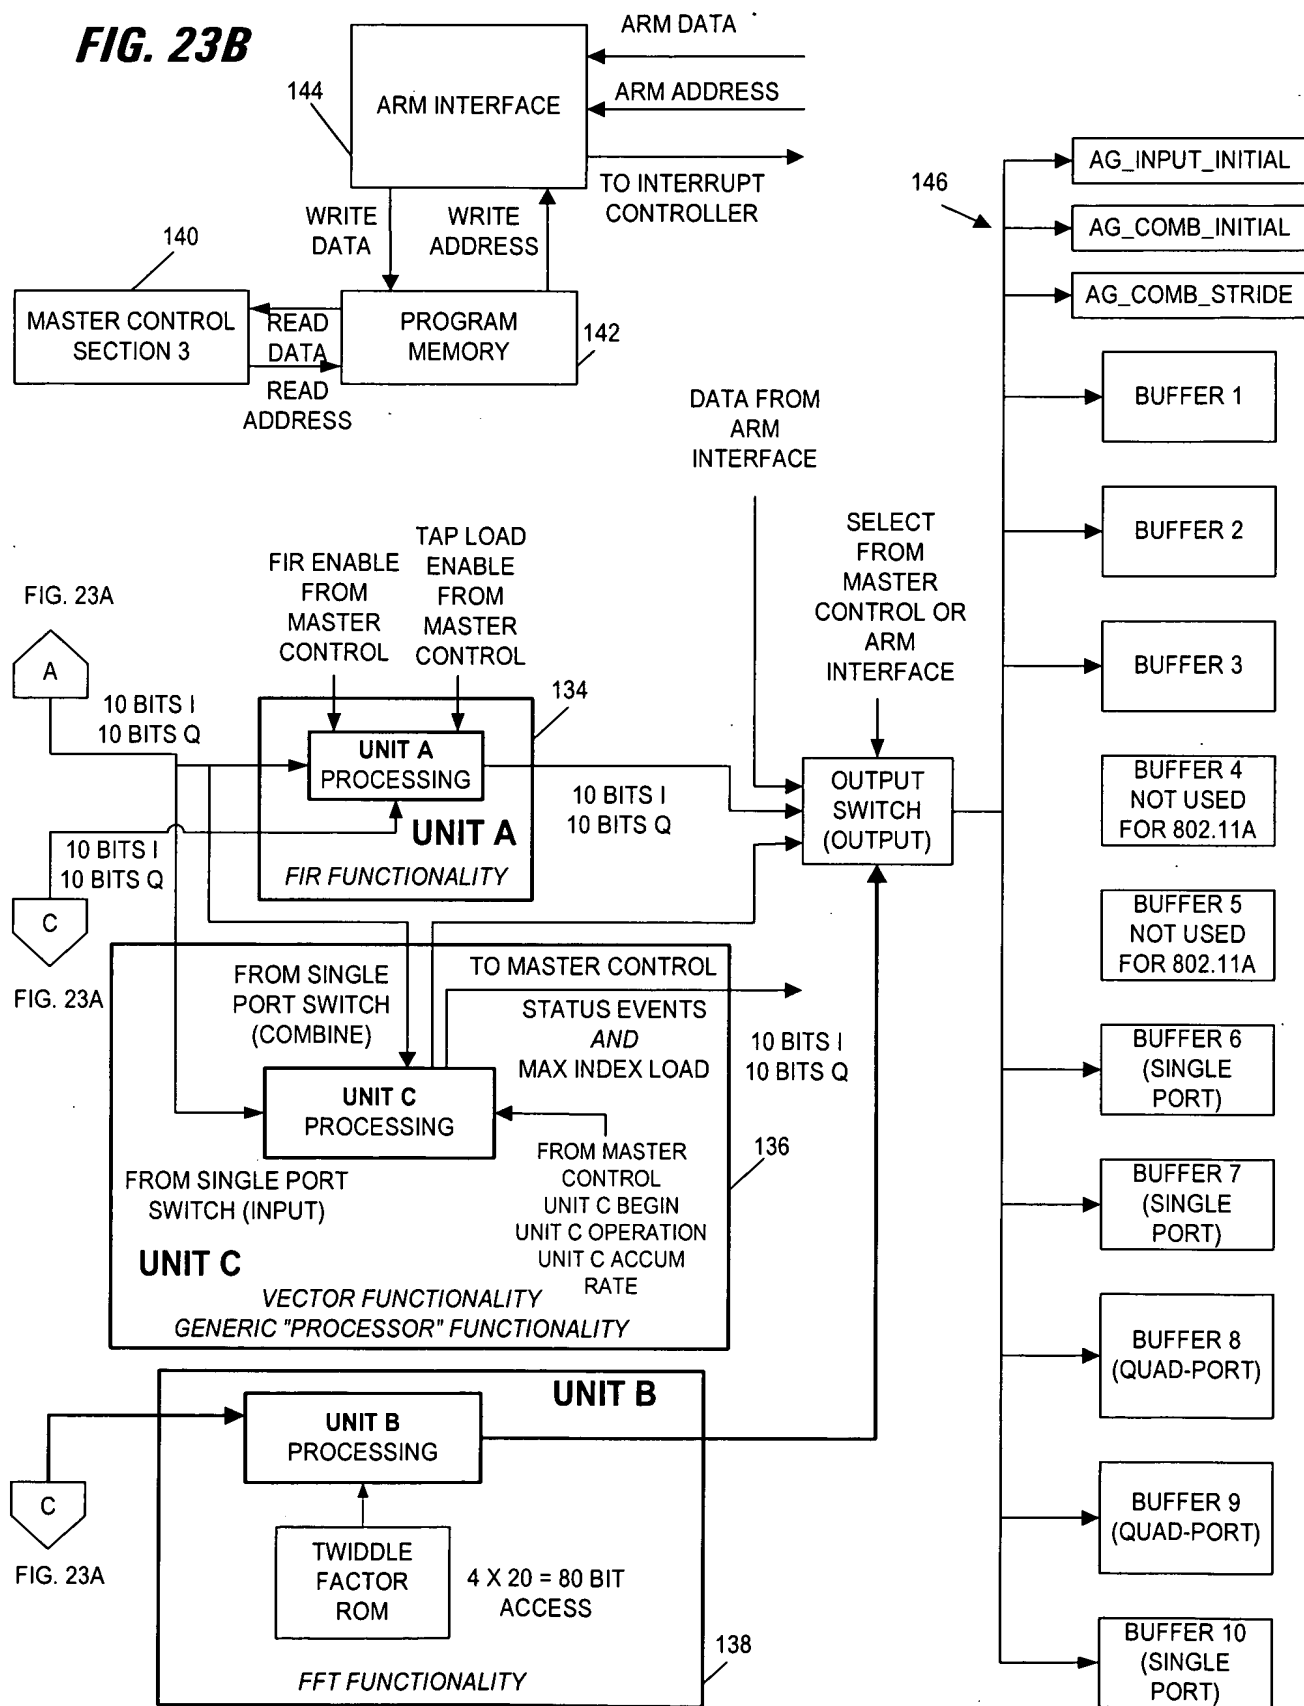 FIG. 23B
ARM DATA
ARM INTERFACE
ARM ADDRESS
144
TO INTERRUPT
CONTROLLER
WRITE
DATA
WRITE
ADDRESS
140
MASTER CONTROL
SECTION 3
READ
DATA
READ
ADDRESS
PROGRAM
MEMORY
142
146
AG_INPUT_INITIAL
AG_COMB_INITIAL
AG_COMB_STRIDE
BUFFER 1
BUFFER 2
BUFFER 3
BUFFER 4
NOT USED
FOR 802.11A
BUFFER 5
NOT USED
FOR 802.11A
BUFFER 6
(SINGLE
PORT)
BUFFER 7
(SINGLE
PORT)
BUFFER 8
(QUAD-PORT)
BUFFER 9
(QUAD-PORT)
BUFFER 10
(SINGLE
PORT)
DATA FROM
ARM
INTERFACE
SELECT
FROM
MASTER
CONTROL OR
ARM
INTERFACE
OUTPUT
SWITCH
(OUTPUT)
FIG. 23A
A
10 BITS I
10 BITS Q
FIR ENABLE
FROM
MASTER
CONTROL
TAP LOAD
ENABLE
FROM
MASTER
CONTROL
134
UNIT A
PROCESSING
UNIT A
FIR FUNCTIONALITY
10 BITS I
10 BITS Q
10 BITS I
10 BITS Q
C
FIG. 23A
FROM SINGLE
PORT SWITCH
(COMBINE)
TO MASTER CONTROL
STATUS EVENTS
AND
MAX INDEX LOAD
10 BITS I
10 BITS Q
UNIT C
PROCESSING
136
FROM SINGLE PORT
SWITCH (INPUT)
FROM MASTER
CONTROL
UNIT C BEGIN
UNIT C OPERATION
UNIT C ACCUM
RATE
UNIT C
VECTOR FUNCTIONALITY
GENERIC "PROCESSOR" FUNCTIONALITY
UNIT B
UNIT B
PROCESSING
C
FIG. 23A
TWIDDLE
FACTOR
ROM
4 X 20 = 80 BIT
ACCESS
138
FFT FUNCTIONALITY